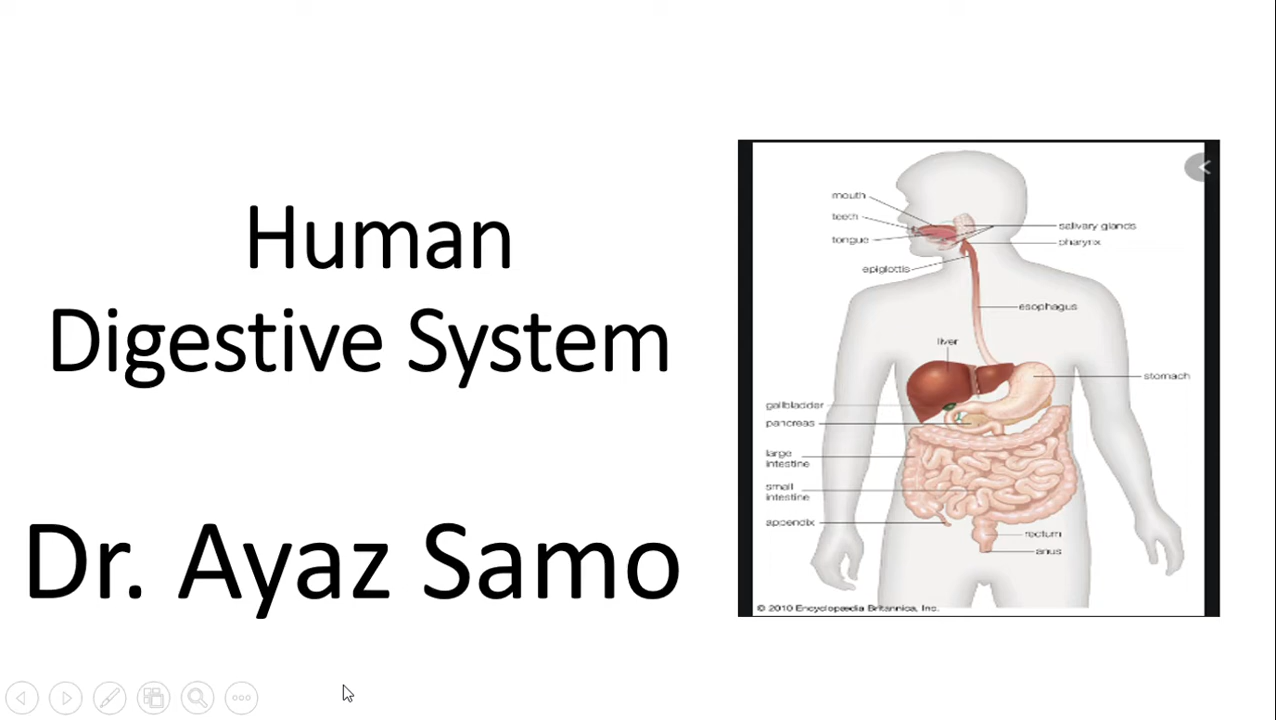 Human
Digestive System
Dr. Ayaz Samo
mouth
teeth
tongue
epiglottis
salivary glands
pharynx
esophagus
liver
stomach
gallbladder
pancreas
large
intestine
small
intestine
appendix
rectum
anus
© 2010 Encyclopædia Britannica, Inc.